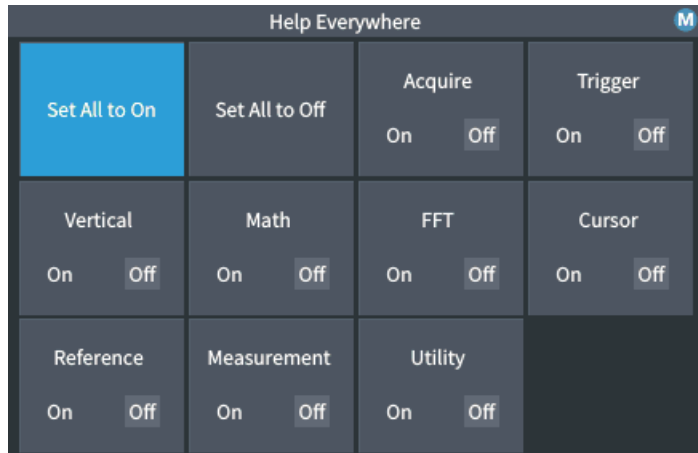 Help Everywhere M
Set All to On
Set All to Off
Acquire
On Off
Trigger
On Off
Vertical
On Off
Math
On Off
FFT
On Off
Cursor
On Off
Reference
On Off
Measurement
On Off
Utility
On Off